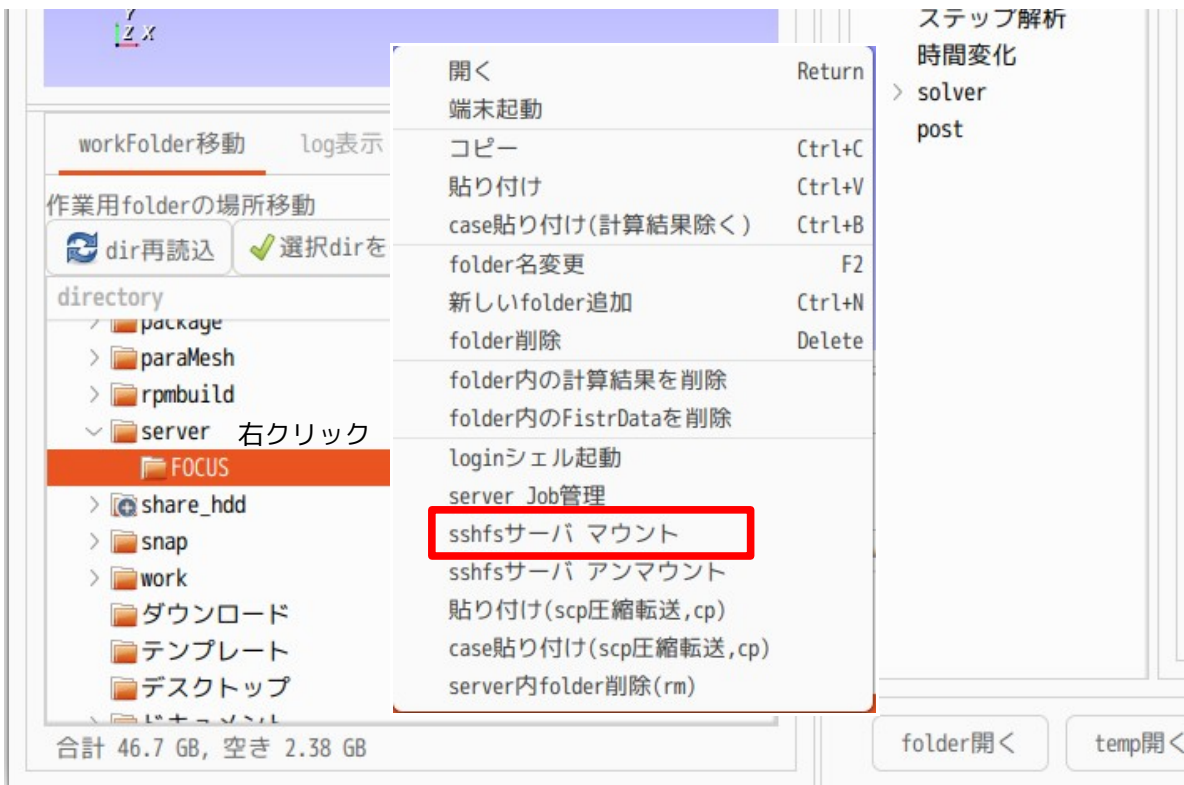 Y
Z X
workFolder移動
log表示
作業用folderの場所移動
dir再読込
選択dirを
directory
package
paraMesh
rpmbuild
server
右クリック
FOCUS
share_hdd
snap
work
ダウンロード
テンプレート
デスクトップ
ドキュメント
合計 46.7 GB, 空き 2.38 GB
開く Return
端末起動
コピー Ctrl+C
貼り付け Ctrl+V
case貼り付け(計算結果除く) Ctrl+B
folder名変更 F2
新しいfolder追加 Ctrl+N
folder削除 Delete
folder内の計算結果を削除
folder内のFistrDataを削除
loginシェル起動
server Job管理
sshfsサーバ マウント
sshfsサーバ アンマウント
貼り付け(scp圧縮転送,cp)
case貼り付け(scp圧縮転送,cp)
server内folder削除(rm)
ステップ解析
時間変化
solver
post
folder開く
temp開く